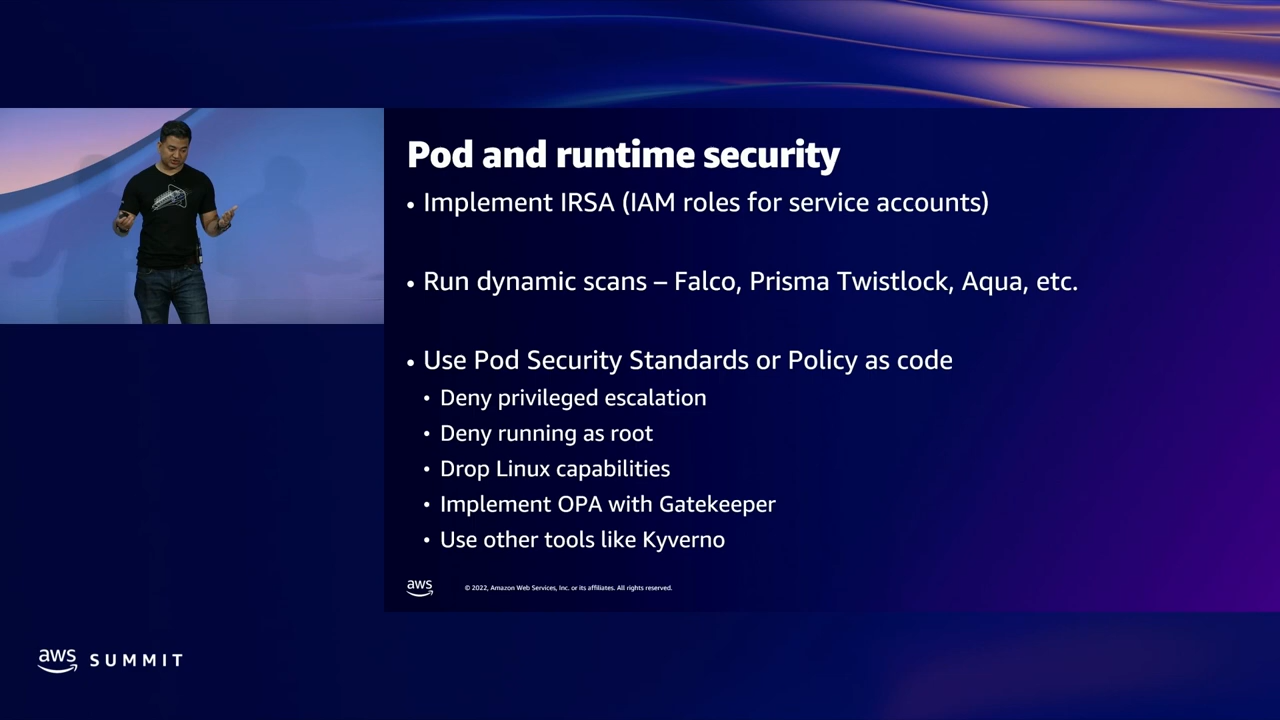 Pod and runtime security
• Implement IRSA (IAM roles for service accounts)
• Run dynamic scans – Falco, Prisma Twistlock, Aqua, etc.
• Use Pod Security Standards or Policy as code
• Deny privileged escalation
• Deny running as root
• Drop Linux capabilities
• Implement OPA with Gatekeeper
• Use other tools like Kyverno
aws
© 2022, Amazon Web Services, Inc. or its affiliates. All rights reserved.
aws SUMMIT